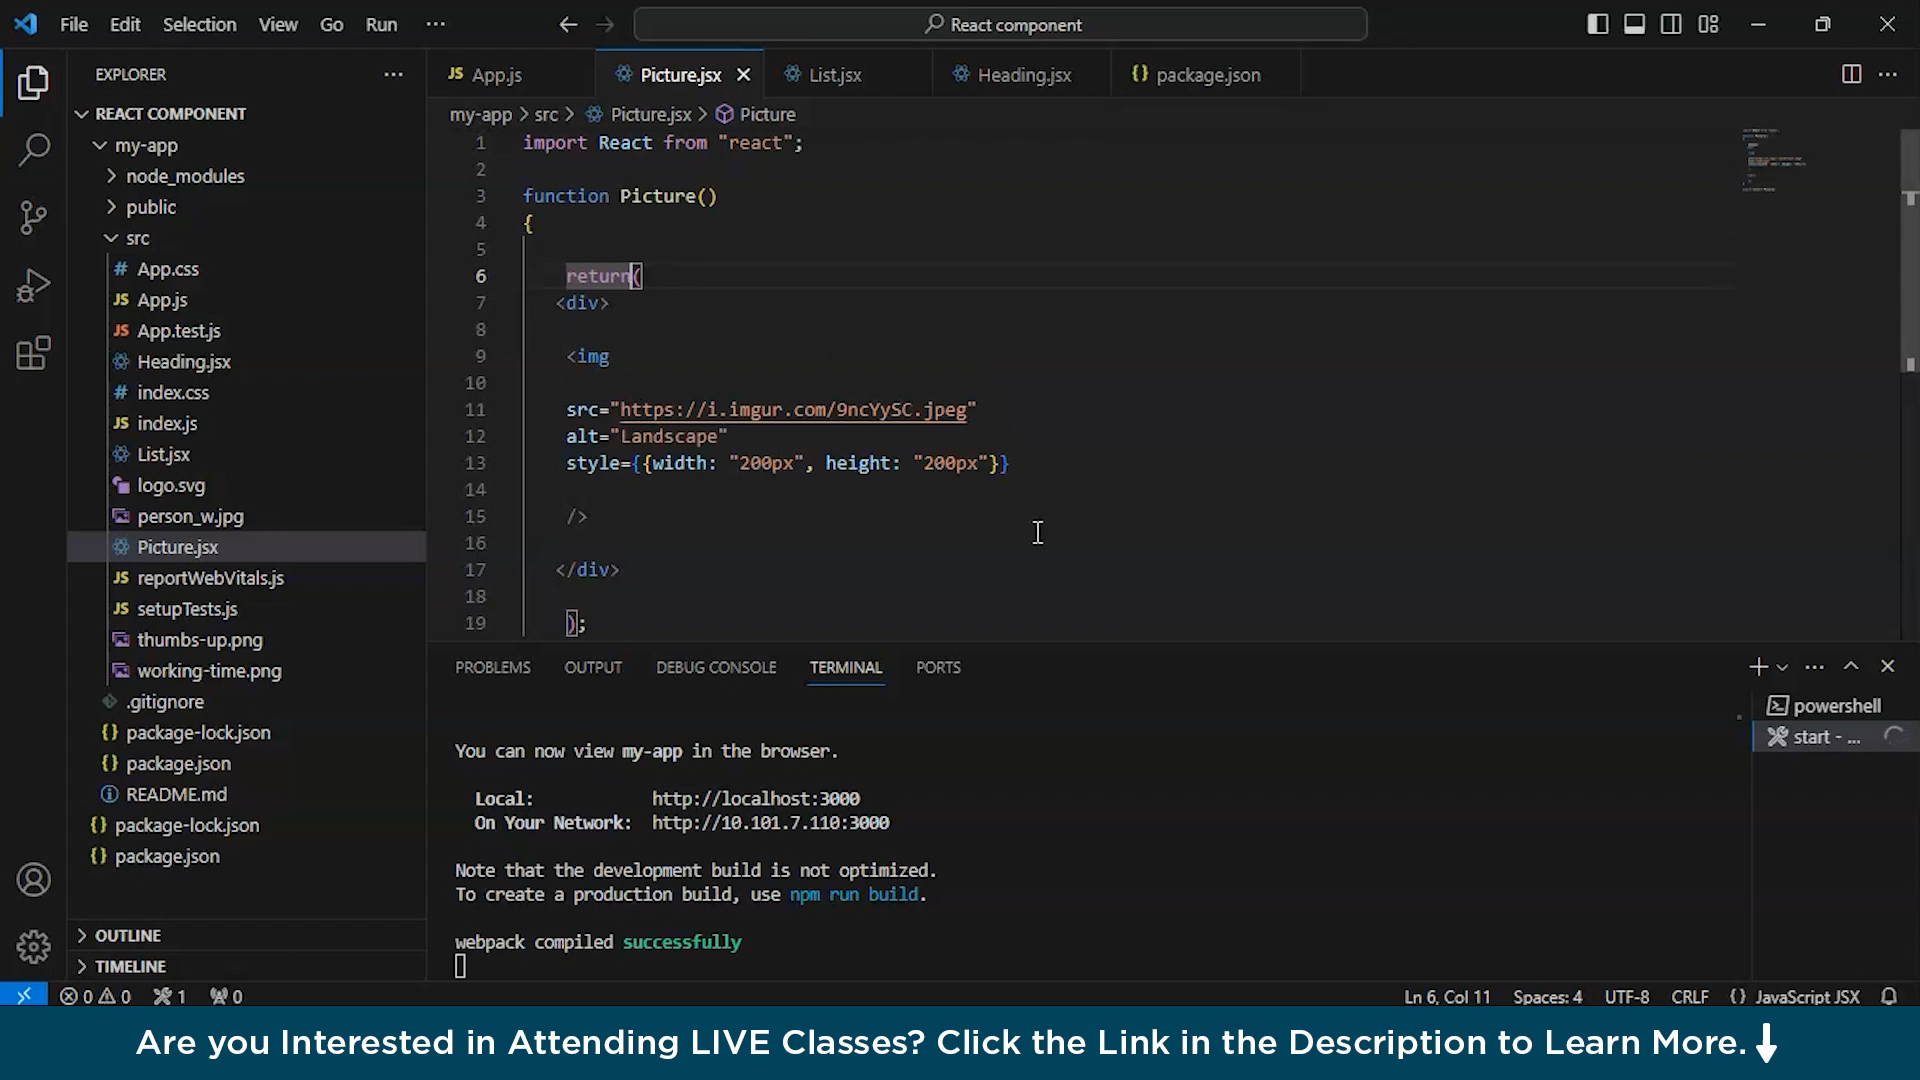 File Edit Selection View Go Run ··· React component
EXPLORER ···
REACT COMPONENT
my-app
node_modules
public
src
# App.css
JS App.js
JS App.test.js
Heading.jsx
# index.css
JS index.js
List.jsx
logo.svg
person_w.jpg
Picture.jsx
JS reportWebVitals.js
JS setupTests.js
thumbs-up.png
working-time.png
.gitignore
{} package-lock.json
{} package.json
README.md
{} package-lock.json
{} package.json
OUTLINE
TIMELINE
JS App.js Picture.jsx List.jsx Heading.jsx {} package.json
my-app > src > Picture.jsx > Picture
1 import React from "react";
2
3 function Picture()
4 {
5
6 return(
7 <div>
8
9 <img
10
11 src="https://i.imgur.com/9ncYySC.jpeg"
12 alt="Landscape"
13 style={{width: "200px", height: "200px"}}
14
15 />
16
17 </div>
18
19 );
PROBLEMS OUTPUT DEBUG CONSOLE TERMINAL PORTS
powershell
start - ...
You can now view my-app in the browser.
Local: http://localhost:3000
On Your Network: http://10.101.7.110:3000
Note that the development build is not optimized.
To create a production build, use npm run build.
webpack compiled successfully
0 0 1 0 Ln 6, Col 11 Spaces: 4 UTF-8 CRLF {} JavaScript JSX
Are you Interested in Attending LIVE Classes? Click the Link in the Description to Learn More.